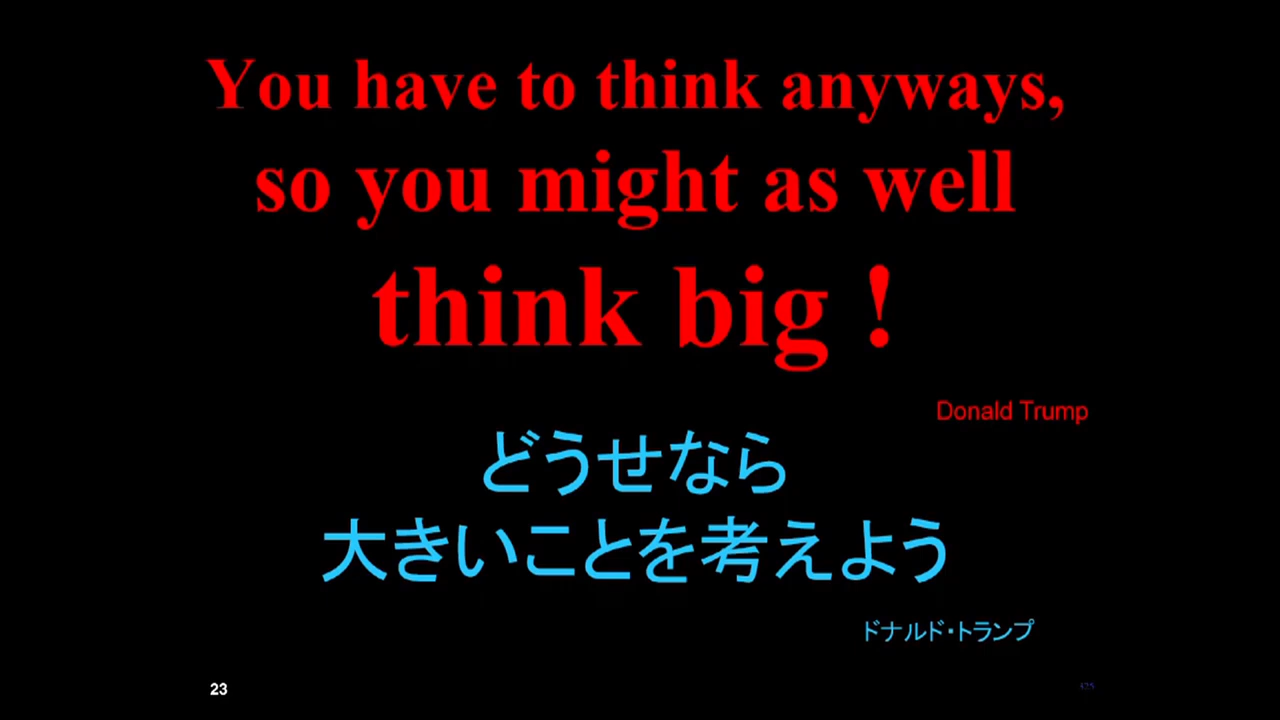 You have to think anyways,
so you might as well
think big !
Donald Trump
どうせなら
大きいことを考えよう
ドナルド・トランプ
23